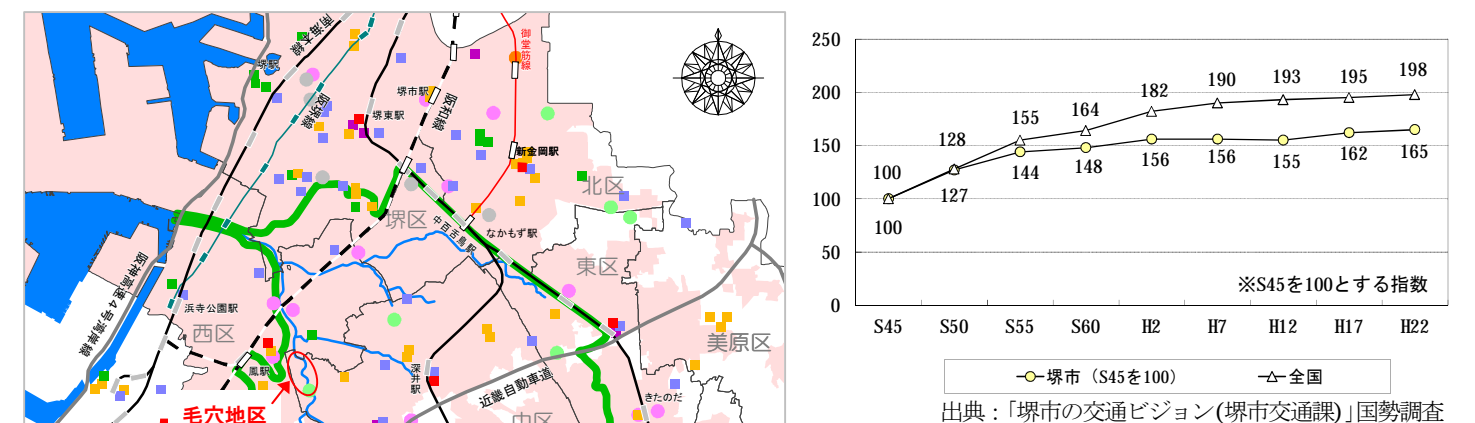 南海本線
御堂筋線
堺駅
阪堺線
堺市駅
阪和線
堺東駅
新金岡駅
北区
堺区
中百舌鳥駅
なかもず駅
東区
阪神高速4号湾岸線
浜寺公園駅
西区
美原区
鳳駅
深井駅
近畿自動車道
きたのだ
毛穴地区
中区
250
200
150
100
50
0
100
128
155
164
182
190
193
195
198
100
127
144
148
156
156
155
162
165
※S45を100とする指数
S45 S50 S55 S60 H2 H7 H12 H17 H22
堺市（S45を100） 全国
出典：「堺市の交通ビジョン(堺市交通課)」国勢調査